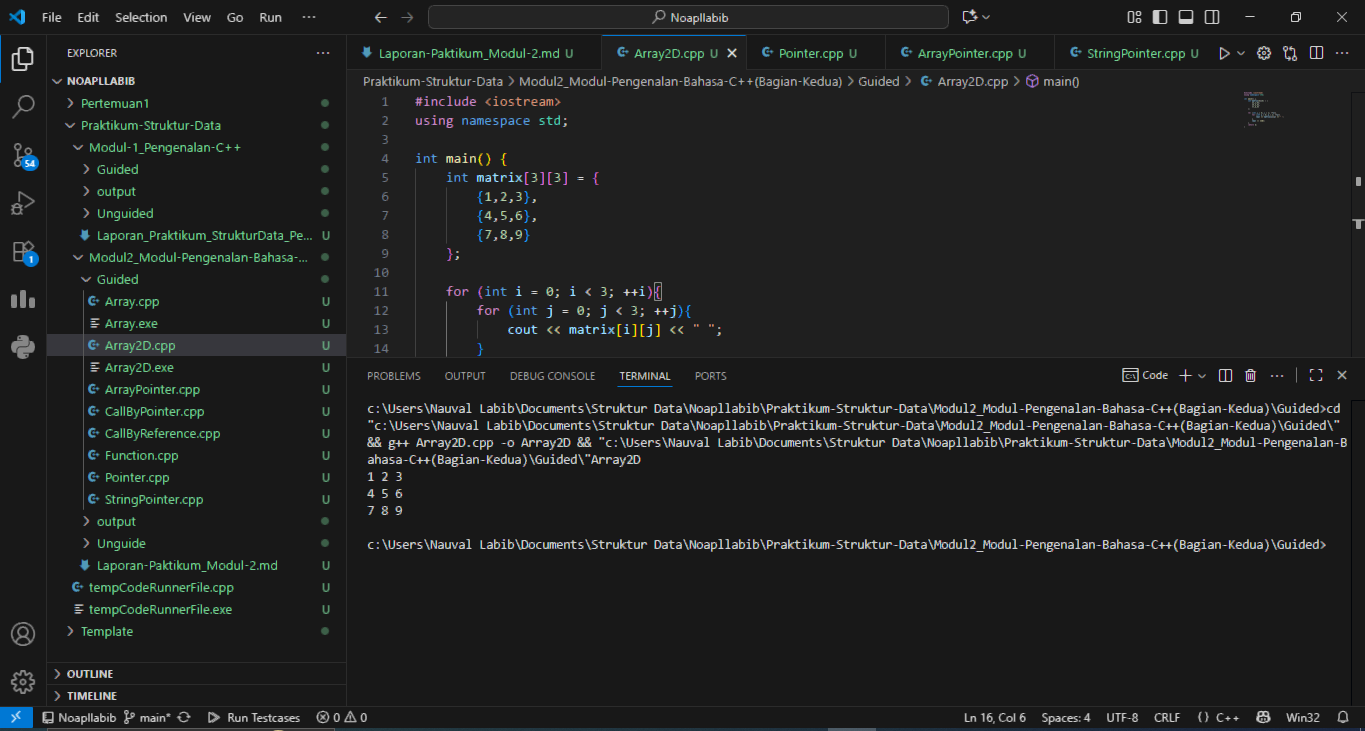 File Edit Selection View Go Run ··· Noapllabib
EXPLORER ···
NOAPLLABIB
Pertemuan1
Praktikum-Struktur-Data
Modul-1_Pengenalan-C++
Guided
output
Unguided
Laporan_Praktikum_StrukturData_Pe... U
Modul2_Modul-Pengenalan-Bahasa-...
Guided
Array.cpp U
Array.exe U
Array2D.cpp U
Array2D.exe U
ArrayPointer.cpp U
CallByPointer.cpp U
CallByReference.cpp U
Function.cpp U
Pointer.cpp U
StringPointer.cpp U
output
Unguide
Laporan-Paktikum_Modul-2.md U
tempCodeRunnerFile.cpp U
tempCodeRunnerFile.exe U
Template
OUTLINE
TIMELINE
54
1
Laporan-Paktikum_Modul-2.md U Array2D.cpp U Pointer.cpp U ArrayPointer.cpp U StringPointer.cpp U
Praktikum-Struktur-Data > Modul2_Modul-Pengenalan-Bahasa-C++(Bagian-Kedua) > Guided > Array2D.cpp > main()
1 #include <iostream>
2 using namespace std;
3
4 int main() {
5 int matrix[3][3] = {
6 {1,2,3},
7 {4,5,6},
8 {7,8,9}
9 };
10
11 for (int i = 0; i < 3; ++i){
12 for (int j = 0; j < 3; ++j){
13 cout << matrix[i][j] << " ";
14 }
PROBLEMS OUTPUT DEBUG CONSOLE TERMINAL PORTS Code
c:\Users\Nauval Labib\Documents\Struktur Data\Noapllabib\Praktikum-Struktur-Data\Modul2_Modul-Pengenalan-Bahasa-C++(Bagian-Kedua)\Guided>cd
"c:\Users\Nauval Labib\Documents\Struktur Data\Noapllabib\Praktikum-Struktur-Data\Modul2_Modul-Pengenalan-Bahasa-C++(Bagian-Kedua)\Guided\"
&& g++ Array2D.cpp -o Array2D && "c:\Users\Nauval Labib\Documents\Struktur Data\Noapllabib\Praktikum-Struktur-Data\Modul2_Modul-Pengenalan-B
ahasa-C++(Bagian-Kedua)\Guided\"Array2D
1 2 3
4 5 6
7 8 9
c:\Users\Nauval Labib\Documents\Struktur Data\Noapllabib\Praktikum-Struktur-Data\Modul2_Modul-Pengenalan-Bahasa-C++(Bagian-Kedua)\Guided>
Noapllabib main* Run Testcases 0 0 Ln 16, Col 6 Spaces: 4 UTF-8 CRLF {} C++ Win32